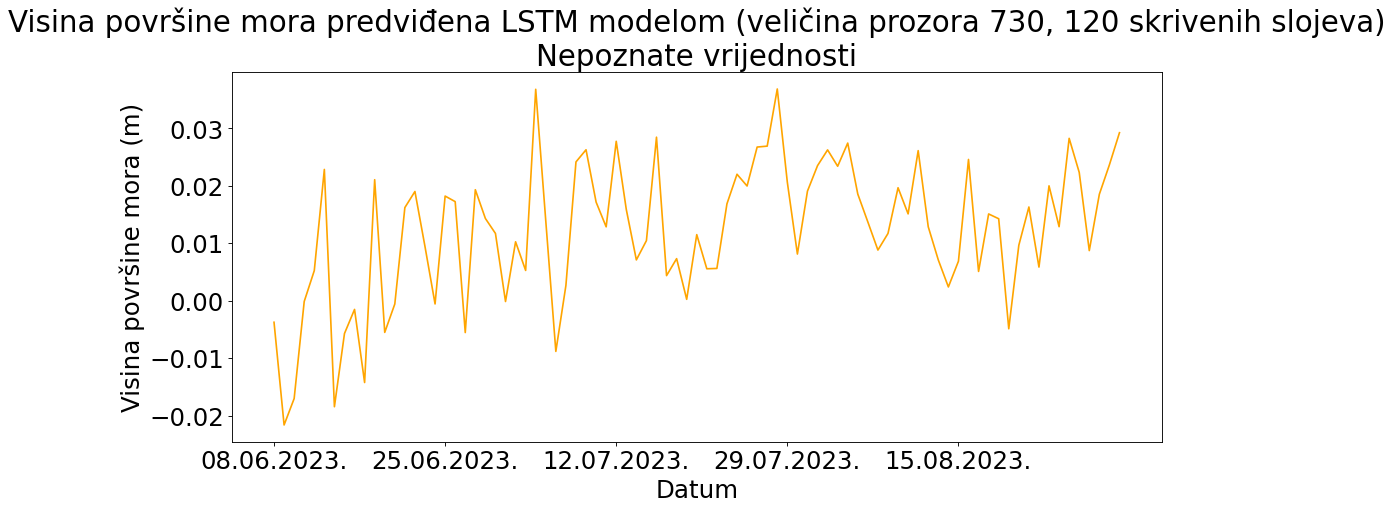 Visina površine mora predviđena LSTM modelom (veličina prozora 730, 120 skrivenih slojeva)
Nepoznate vrijednosti
Visina površine mora (m)
0.03
0.02
0.01
0.00
−0.01
−0.02
08.06.2023. 25.06.2023. 12.07.2023. 29.07.2023. 15.08.2023.
Datum